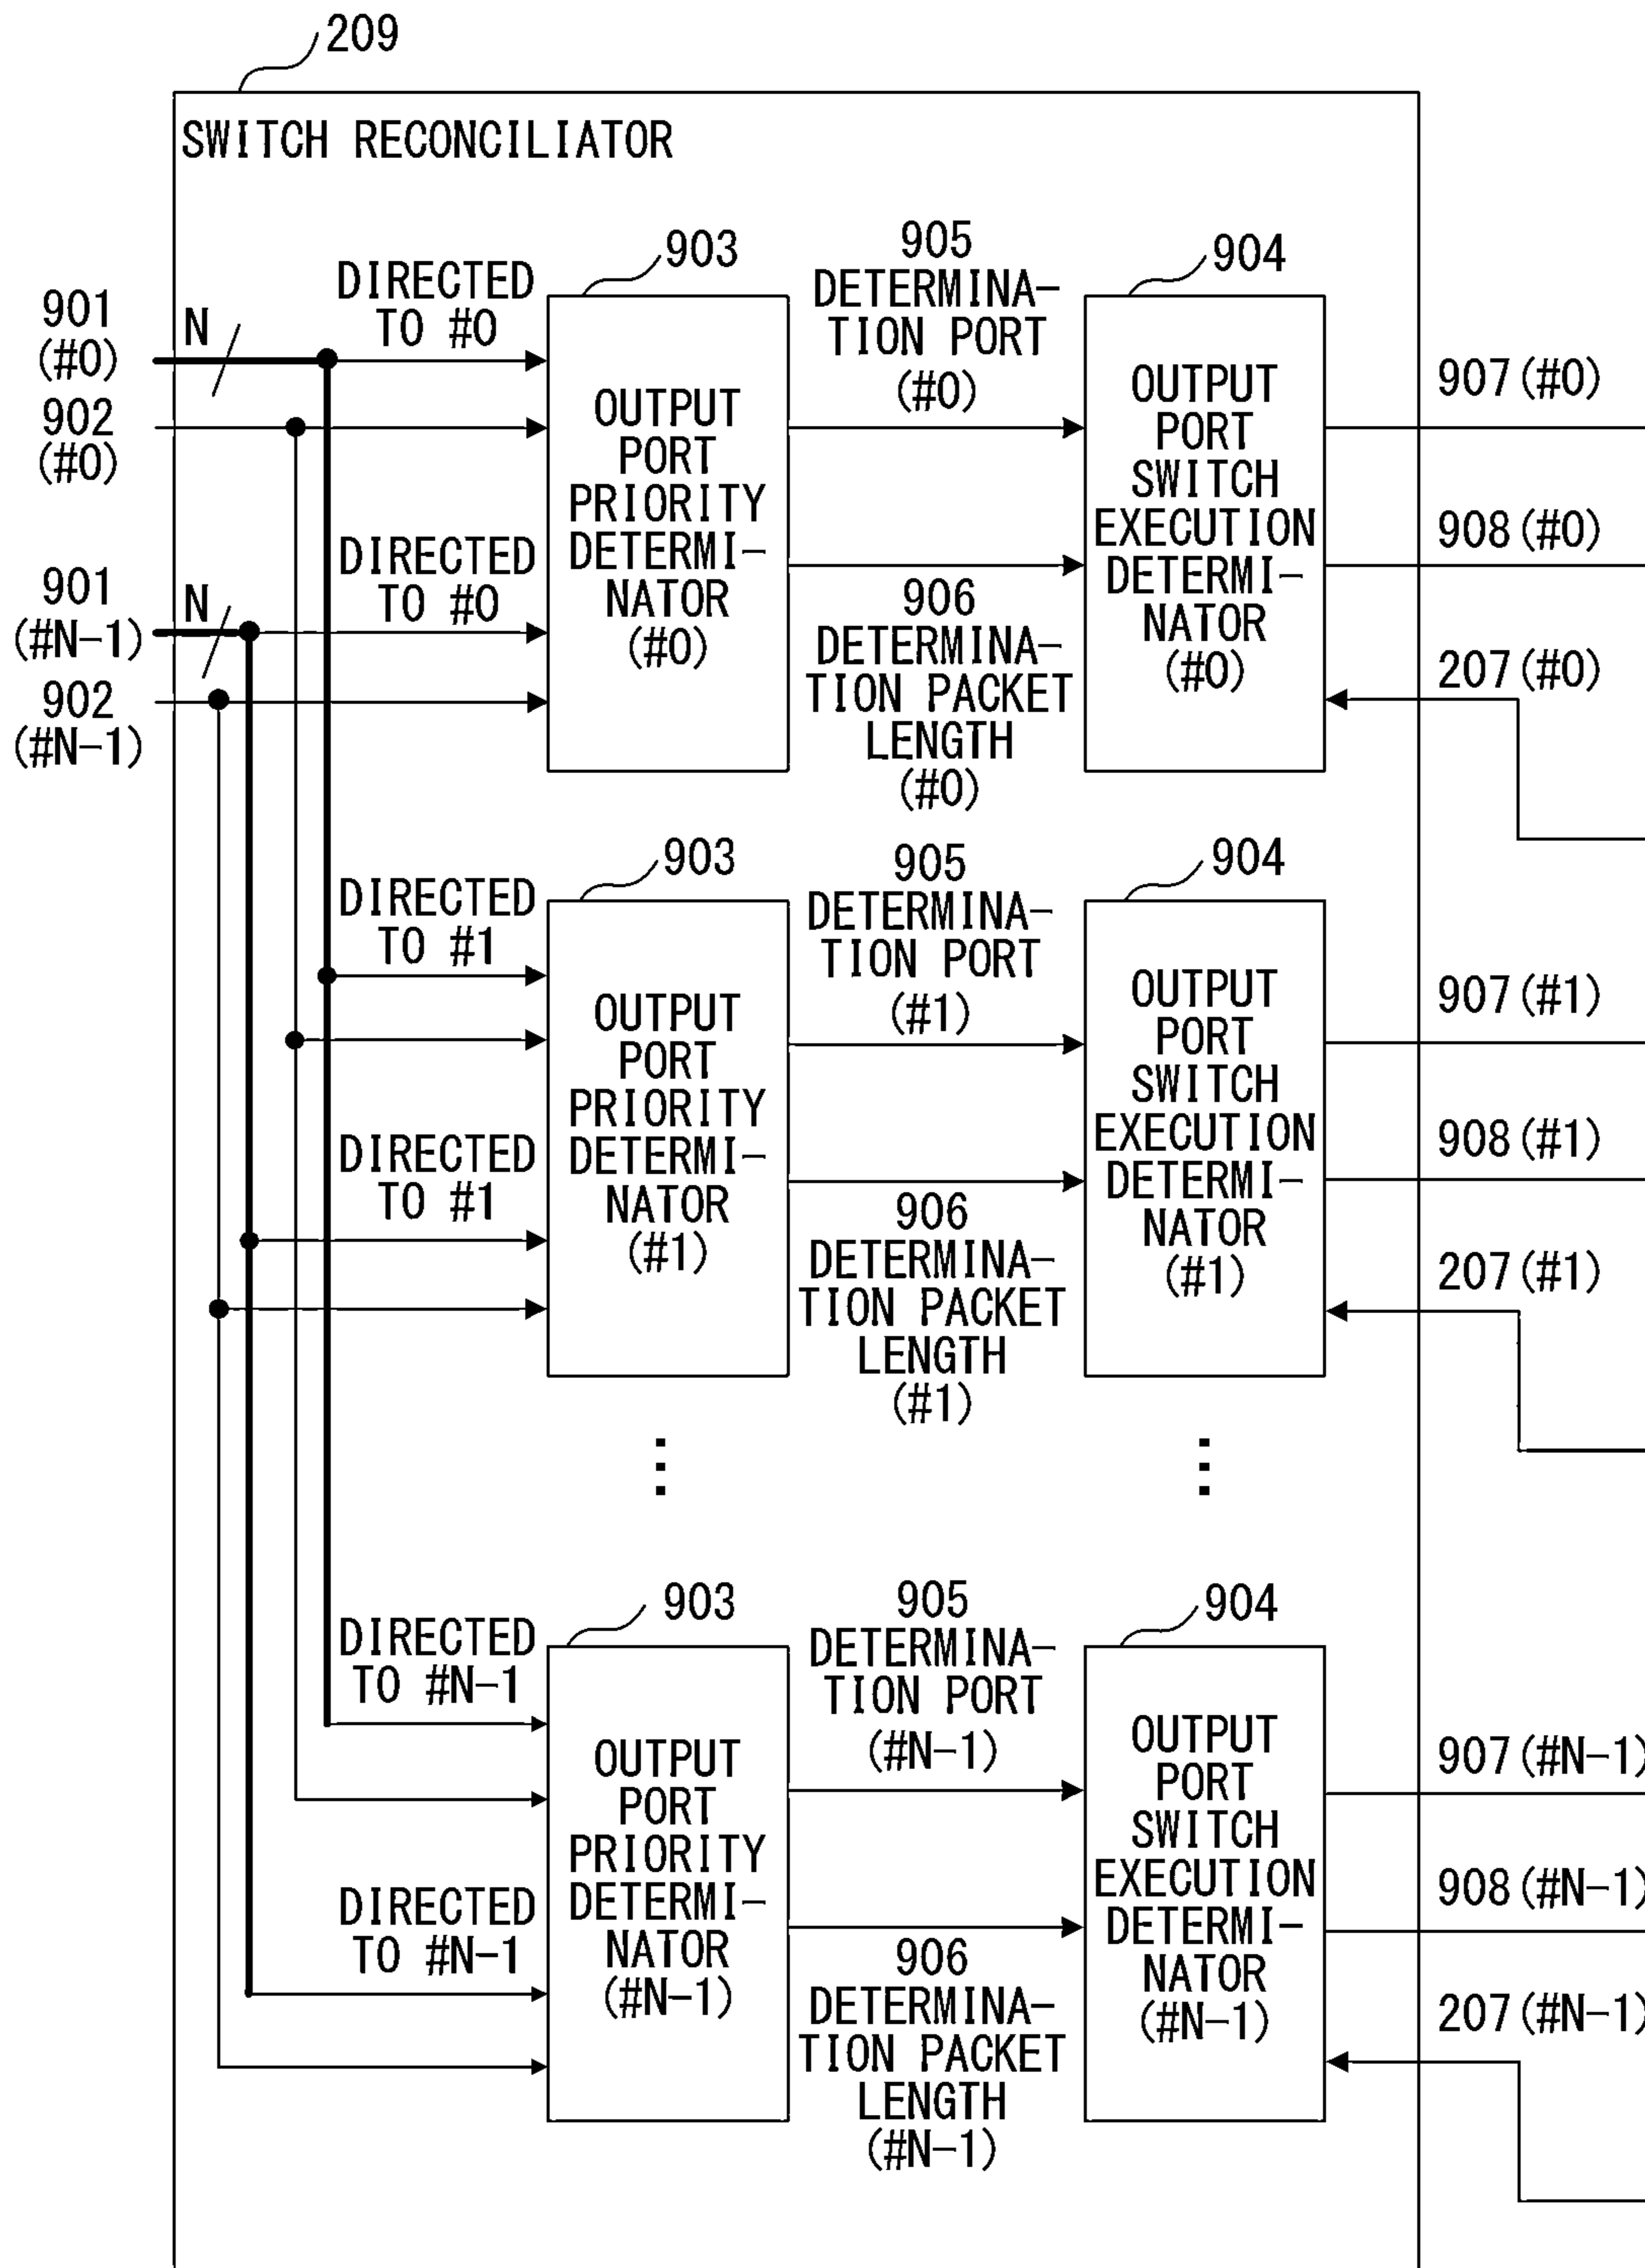 209
SWITCH RECONCILIATOR
901
(#0)
N
902
(#0)
901
(#N-1)
N
902
(#N-1)
DIRECTED
TO #0
DIRECTED
TO #0
903
OUTPUT
PORT
PRIORITY
DETERMI-
NATOR
(#0)
905
DETERMINA-
TION PORT
(#0)
906
DETERMINA-
TION PACKET
LENGTH
(#0)
904
OUTPUT
PORT
SWITCH
EXECUTION
DETERMI-
NATOR
(#0)
907(#0)
908(#0)
207(#0)
DIRECTED
TO #1
DIRECTED
TO #1
903
OUTPUT
PORT
PRIORITY
DETERMI-
NATOR
(#1)
905
DETERMINA-
TION PORT
(#1)
906
DETERMINA-
TION PACKET
LENGTH
(#1)
904
OUTPUT
PORT
SWITCH
EXECUTION
DETERMI-
NATOR
(#1)
907(#1)
908(#1)
207(#1)
DIRECTED
TO #N-1
DIRECTED
TO #N-1
903
OUTPUT
PORT
PRIORITY
DETERMI-
NATOR
(#N-1)
905
DETERMINA-
TION PORT
(#N-1)
906
DETERMINA-
TION PACKET
LENGTH
(#N-1)
904
OUTPUT
PORT
SWITCH
EXECUTION
DETERMI-
NATOR
(#N-1)
907(#N-1)
908(#N-1)
207(#N-1)